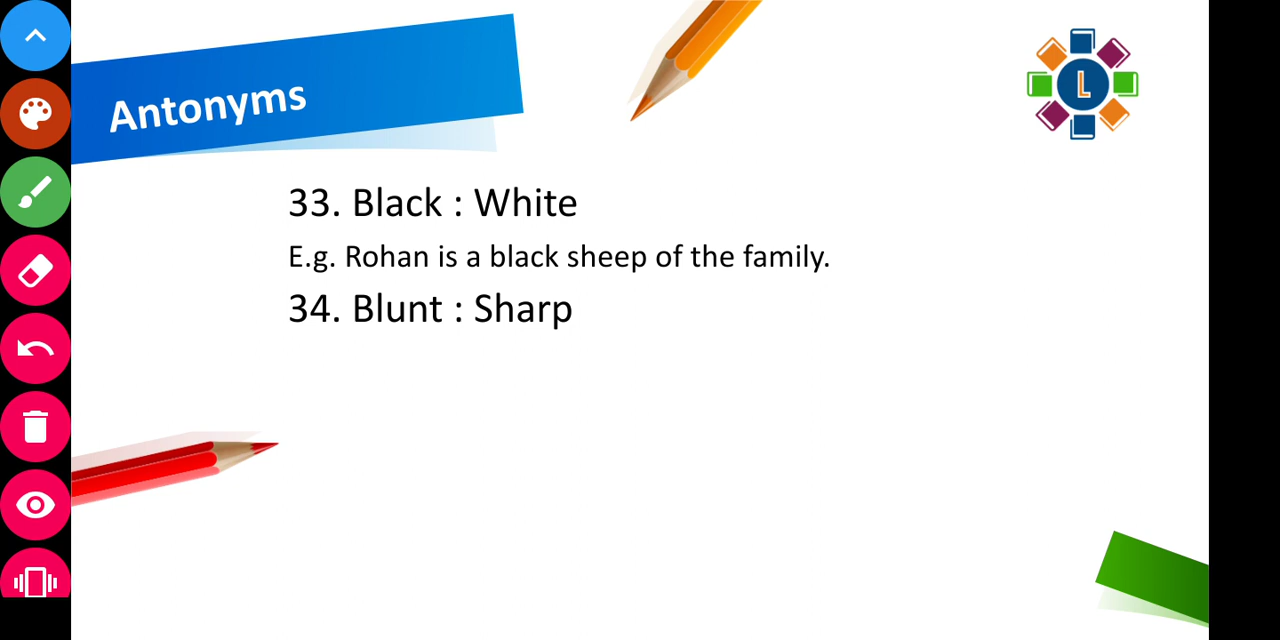 Antonyms
L
33. Black : White
E.g. Rohan is a black sheep of the family.
34. Blunt : Sharp